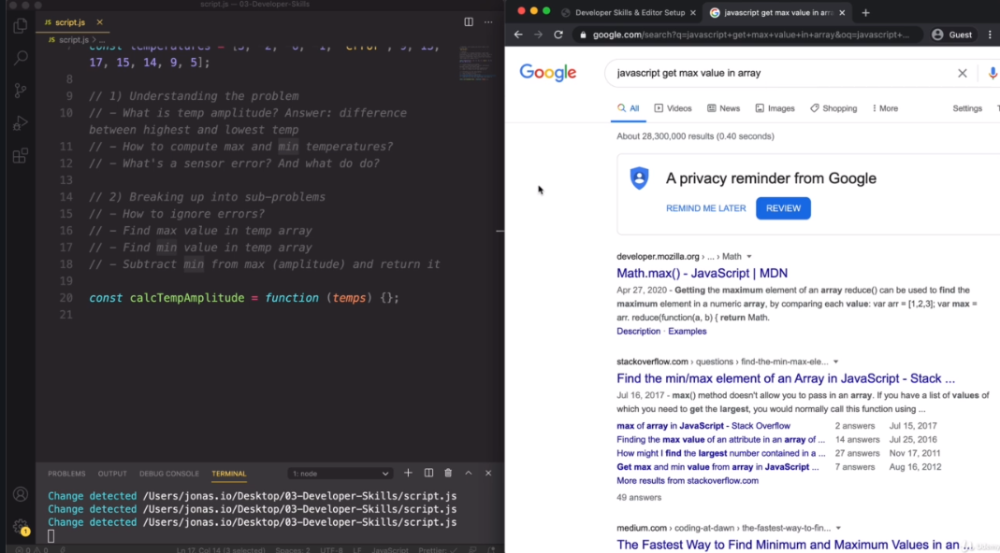 script.js — 03-Developer-Skills
JS script.js ×
JS script.js > ...
17, 15, 14, 9, 5];
8
9 // 1) Understanding the problem
10 // - What is temp amplitude? Answer: difference
between highest and lowest temp
11 // - How to compute max and min temperatures?
12 // - What's a sensor error? And what do do?
13
14 // 2) Breaking up into sub-problems
15 // - How to ignore errors?
16 // - Find max value in temp array
17 // - Find min value in temp array
18 // - Subtract min from max (amplitude) and return it
19
20 const calcTempAmplitude = function (temps) {};
21
PROBLEMS OUTPUT DEBUG CONSOLE TERMINAL 1: node
Change detected /Users/jonas.io/Desktop/03-Developer-Skills/script.js
Change detected /Users/jonas.io/Desktop/03-Developer-Skills/script.js
Change detected /Users/jonas.io/Desktop/03-Developer-Skills/script.js
1
Ln 17, Col 14 (3 selected) Spaces: 2 UTF-8 LF JavaScript Prettier: ✓
Developer Skills & Editor Setup × javascript get max value in arr × +
google.com/search?q=javascript+get+max+value+in+array&oq=javascript+... Guest
Google javascript get max value in array
All Videos News Images Shopping More Settings
About 28,300,000 results (0.40 seconds)
A privacy reminder from Google
REMIND ME LATER REVIEW
developer.mozilla.org › ... › Math
Math.max() - JavaScript | MDN
Apr 27, 2020 - Getting the maximum element of an array reduce() can be used to find the
maximum element in a numeric array, by comparing each value: var arr = [1,2,3]; var max =
arr. reduce(function(a, b) { return Math.
Description · Examples
stackoverflow.com › questions › find-the-min-max-ele...
Find the min/max element of an Array in JavaScript - Stack ...
Jul 16, 2017 - max() method doesn't allow you to pass in an array. If you have a list of values of
which you need to get the largest, you would normally call this function using ...
max of array in JavaScript - Stack Overflow 2 answers Jul 15, 2017
Finding the max value of an attribute in an array of ... 14 answers Jul 25, 2016
How might I find the largest number contained in a ... 27 answers Nov 17, 2011
Get max and min value from array in JavaScript ... 7 answers Aug 16, 2012
More results from stackoverflow.com
49 answers
medium.com › coding-at-dawn › the-fastest-way-to-fin...
The Fastest Way to Find Minimum and Maximum Values in an ...